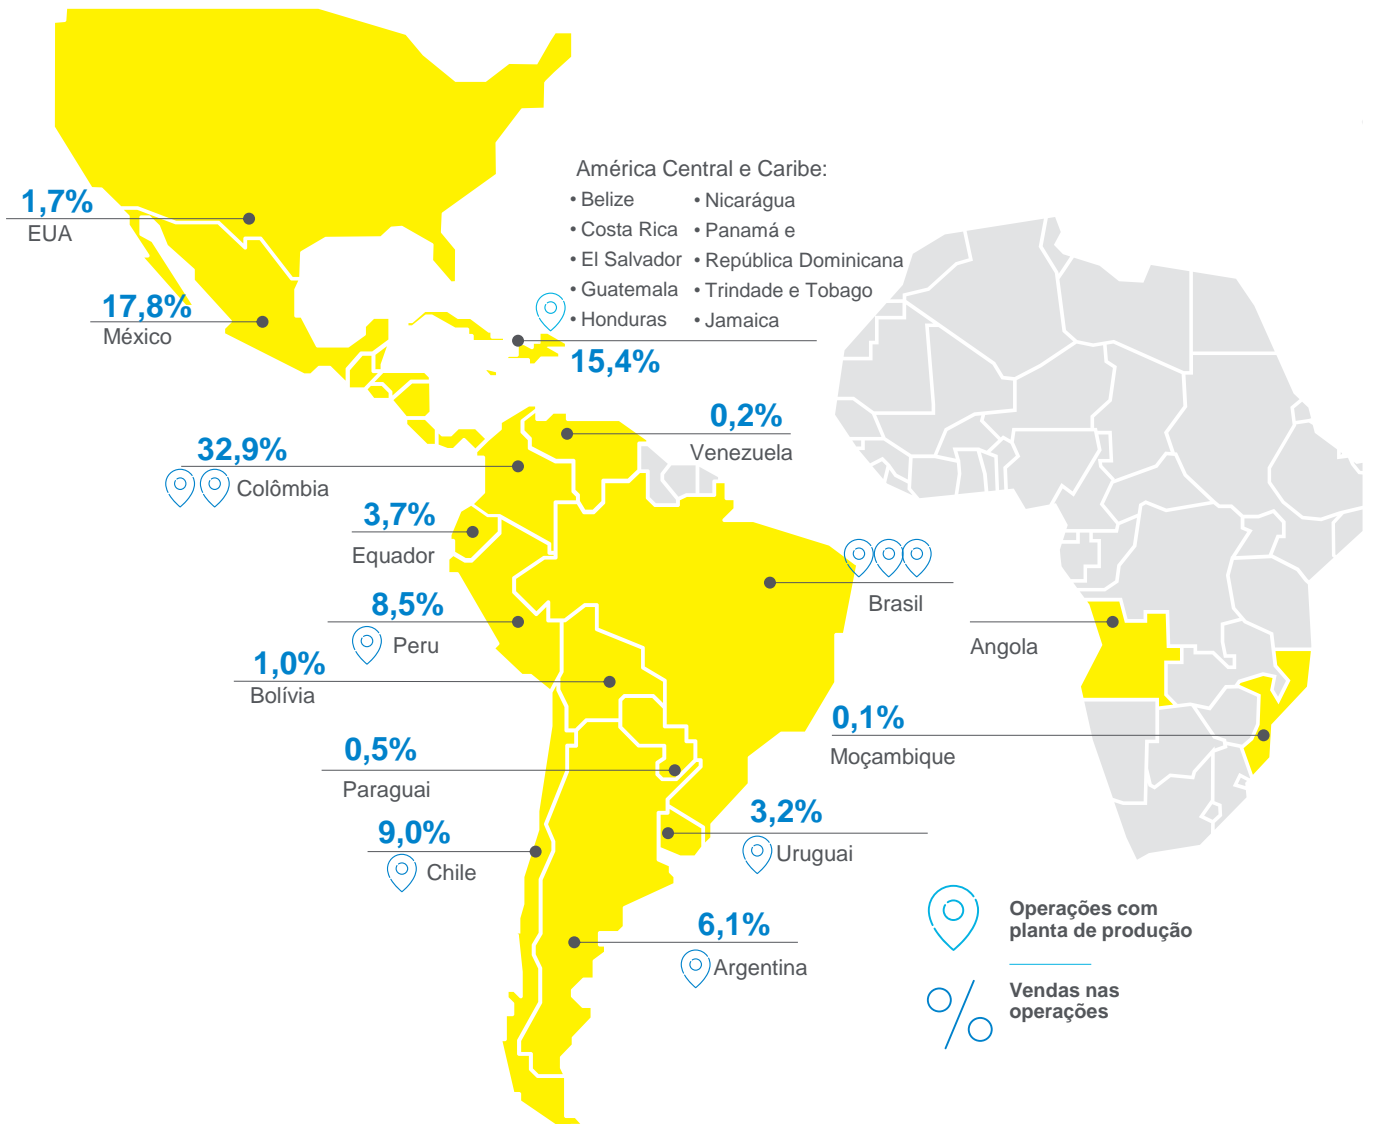 América Central e Caribe:
• Belize
• Costa Rica
• El Salvador
• Guatemala
• Honduras
• Nicarágua
• Panamá e
• República Dominicana
• Trindade e Tobago
• Jamaica
15,4%
1,7%
EUA
17,8%
México
0,2%
Venezuela
32,9%
Colômbia
3,7%
Equador
Brasil
8,5%
Peru
Angola
1,0%
Bolívia
0,1%
Moçambique
0,5%
Paraguai
3,2%
Uruguai
9,0%
Chile
6,1%
Argentina
Operações com
planta de produção
%
Vendas nas
operações